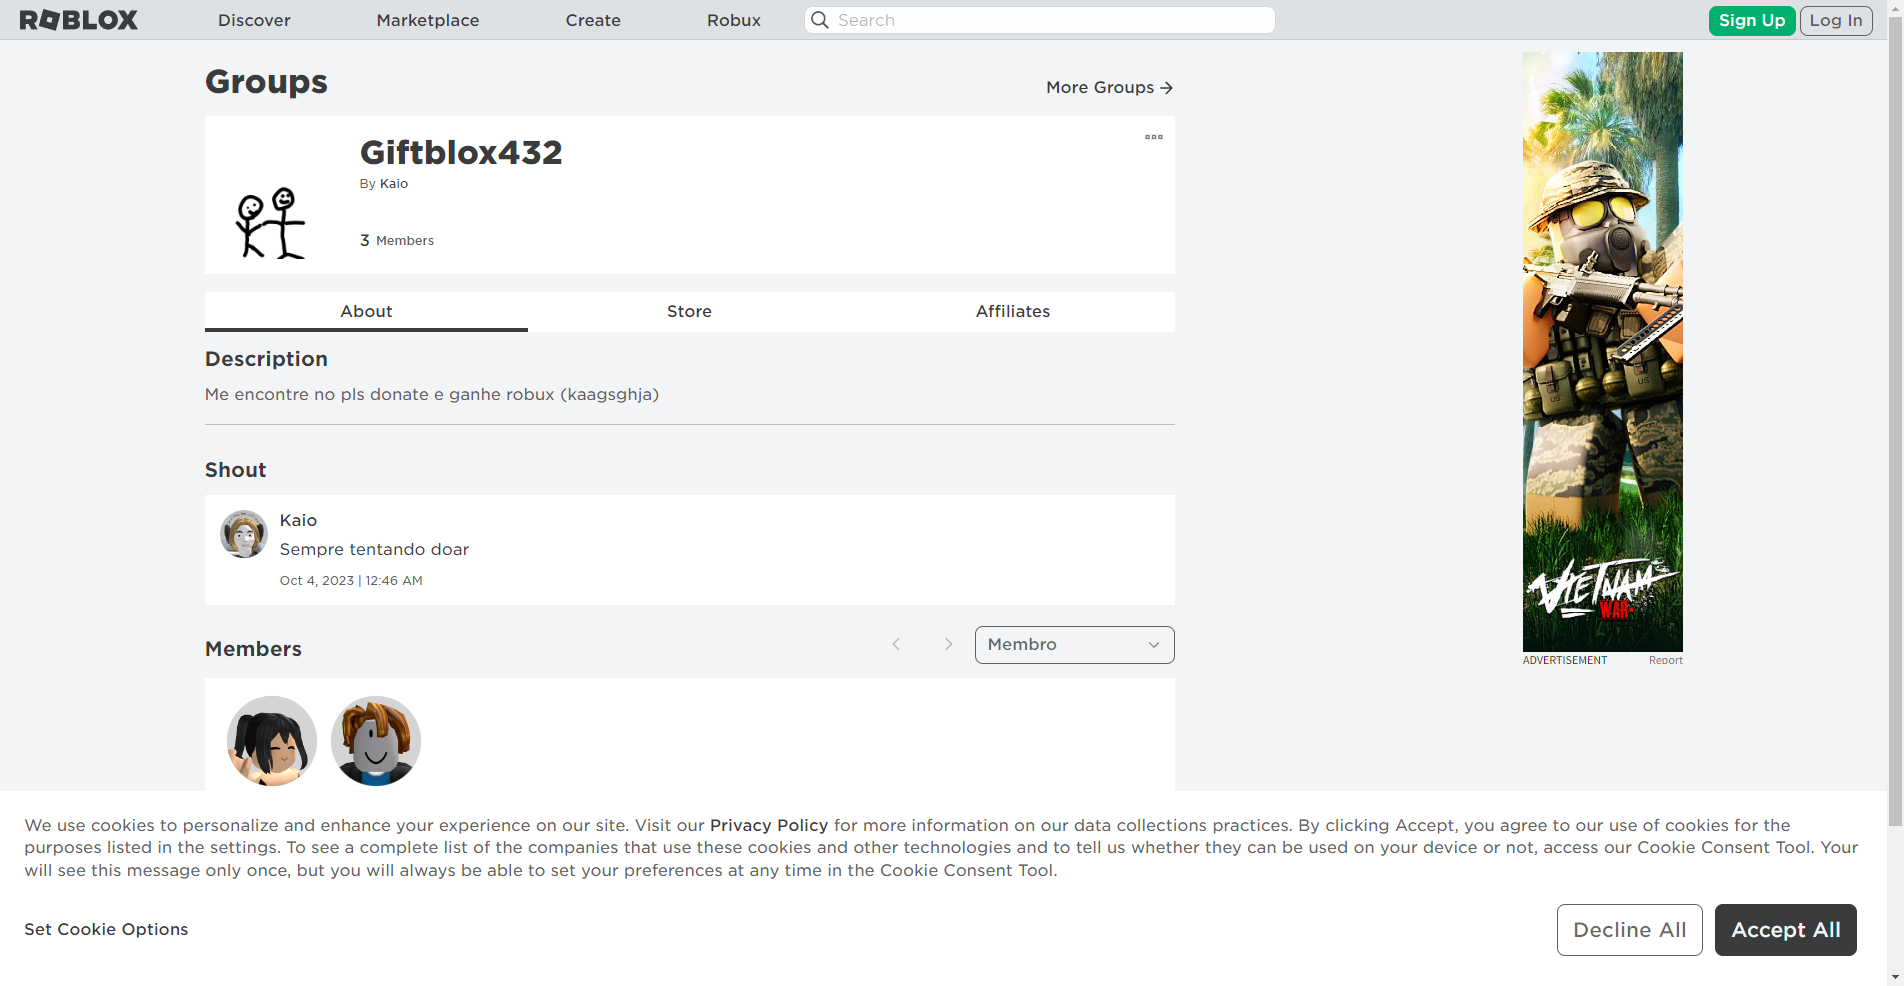 ROBLOX
Discover
Marketplace
Create
Robux
Search
Sign Up
Log In
Groups
More Groups
Giftblox432
By Kaio
3 Members
About
Store
Affiliates
Description
Me encontre no pls donate e ganhe robux (kaagsghja)
Shout
Kaio
Sempre tentando doar
Oct 4, 2023 | 12:46 AM
Members
Membro
US
US
VIETNAM
WAR
ADVERTISEMENT
Report
We use cookies to personalize and enhance your experience on our site. Visit our Privacy Policy for more information on our data collections practices. By clicking Accept, you agree to our use of cookies for the
purposes listed in the settings. To see a complete list of the companies that use these cookies and other technologies and to tell us whether they can be used on your device or not, access our Cookie Consent Tool. Your
will see this message only once, but you will always be able to set your preferences at any time in the Cookie Consent Tool.
Set Cookie Options
Decline All
Accept All